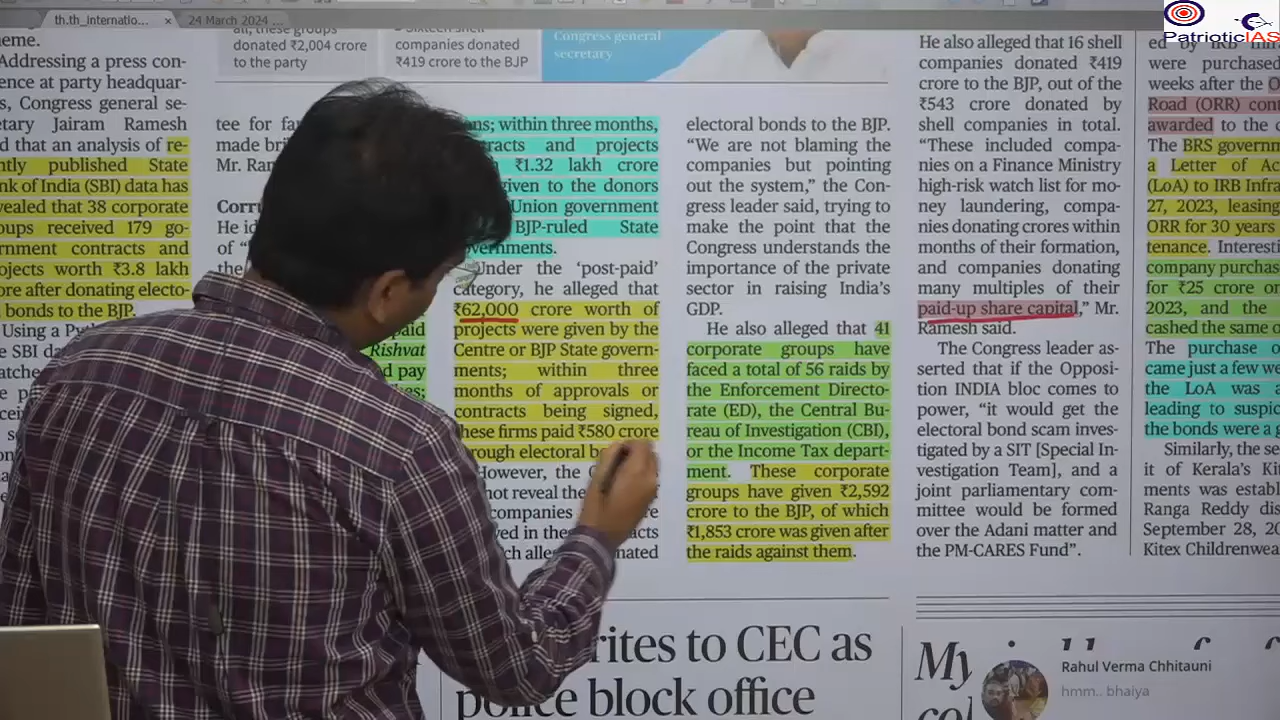 th.th_internatio... ×
24 March 2024 ...
PatrioticIAS
eme.
Addressing a press con-
ence at party headquar-
s, Congress general se-
etary Jairam Ramesh
d that an analysis of re-
ntly published State
nk of India (SBI) data has
vealed that 38 corporate
oups received 179 go-
rnment contracts and
ojects worth ₹3.8 lakh
ore after donating electo-
bonds to the BJP.
Using a Pyt
e SBI da
atche
e p
cei
all, these groups
donated ₹2,004 crore
to the party
Sixteen shell
companies donated
₹419 crore to the BJP
Congress general
secretary
tee for fa
made bri
Mr. Ram
Corru
He id
of “
the
paid
Rishvat
d pay
es;
ns; within three months,
racts and projects
₹1.32 lakh crore
given to the donors
Union government
BJP-ruled State
vernments.
Under the ‘post-paid’
category, he alleged that
₹62,000 crore worth of
projects were given by the
Centre or BJP State govern-
ments; within three
months of approvals or
contracts being signed,
these firms paid ₹580 crore
rough electoral bo
However, the
not reveal the
companies
ved in the
ch alle
electoral bonds to the BJP.
“We are not blaming the
companies but pointing
out the system,” the Con-
gress leader said, trying to
make the point that the
Congress understands the
importance of the private
sector in raising India’s
GDP.
He also alleged that 41
corporate groups have
faced a total of 56 raids by
the Enforcement Directo-
rate (ED), the Central Bu-
reau of Investigation (CBI),
or the Income Tax depart-
ment. These corporate
groups have given ₹2,592
crore to the BJP, of which
₹1,853 crore was given after
the raids against them.
He also alleged that 16 shell
companies donated ₹419
crore to the BJP, out of the
₹543 crore donated by
shell companies in total.
“These included compa-
nies on a Finance Ministry
high-risk watch list for mo-
ney laundering, compa-
nies donating crores within
months of their formation,
and companies donating
many multiples of their
paid-up share capital,” Mr.
Ramesh said.
The Congress leader as-
serted that if the Opposi-
tion INDIA bloc comes to
power, “it would get the
electoral bond scam inves-
tigated by a SIT [Special In-
vestigation Team], and a
joint parliamentary com-
mittee would be formed
over the Adani matter and
the PM-CARES Fund”.
ed by IRB Infr
were purchased
weeks after the O
Road (ORR) con
awarded to the c
The BRS governm
a Letter of Ac
(LoA) to IRB Infra
27, 2023, leasing
ORR for 30 years
tenance. Interesti
company purchas
for ₹25 crore on
2023, and the
cashed the same d
The purchase o
came just a few we
the LoA was
leading to suspic
the bonds were a
Similarly, the se
it of Kerala’s Ki
ments was establ
Ranga Reddy dis
September 28, 20
Kitex Childrenwea
rites to CEC as
police block office
My
Rahul Verma Chhitauni
hmm.. bhaiya